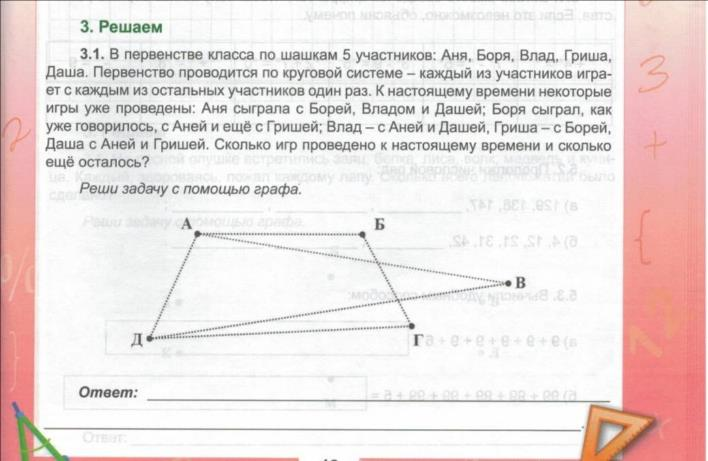 3. Решаем
3.1. В первенстве класса по шашкам 5 участников: Аня, Боря, Влад, Гриша,
Даша. Первенство проводится по круговой системе – каждый из участников игра-
ет с каждым из остальных участников один раз. К настоящему времени некоторые
игры уже проведены: Аня сыграла с Борей, Владом и Дашей; Боря сыграл, как
уже говорилось, с Аней и ещё с Гришей; Влад – с Аней и Дашей, Гриша – с Борей,
Даша с Аней и Гришей. Сколько игр проведено к настоящему времени и сколько
ещё осталось?
Реши задачу с помощью графа.
А
Б
В
Д
Г
Ответ: